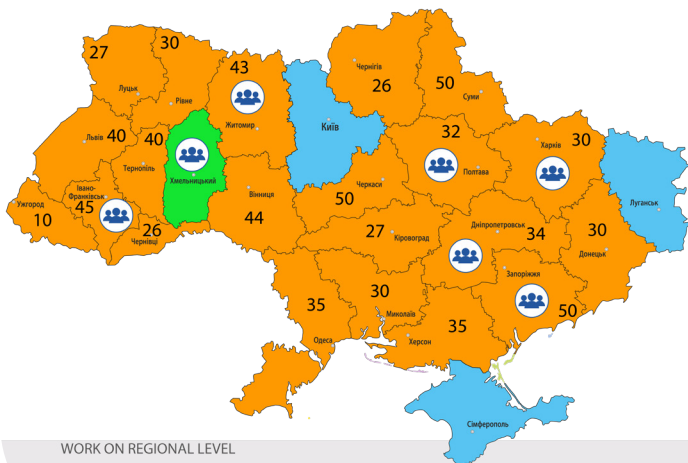 27
30
43
Луцьк
Рівне
Житомир
Київ
Чернігів
26
50
Суми
Львів 40
40
Тернопіль
Хмельницький
32
Полтава
Харків 30
Ужгород
10
Івано-
Франківськ
45
26
Чернівці
Вінниця
44
Черкаси
50
27
Кіровоград
Дніпропетровськ
34
30
Донецьк
Луганськ
Запоріжжя
50
35
Одеса
30
Миколаїв
35
Херсон
Сімферополь
WORK ON REGIONAL LEVEL